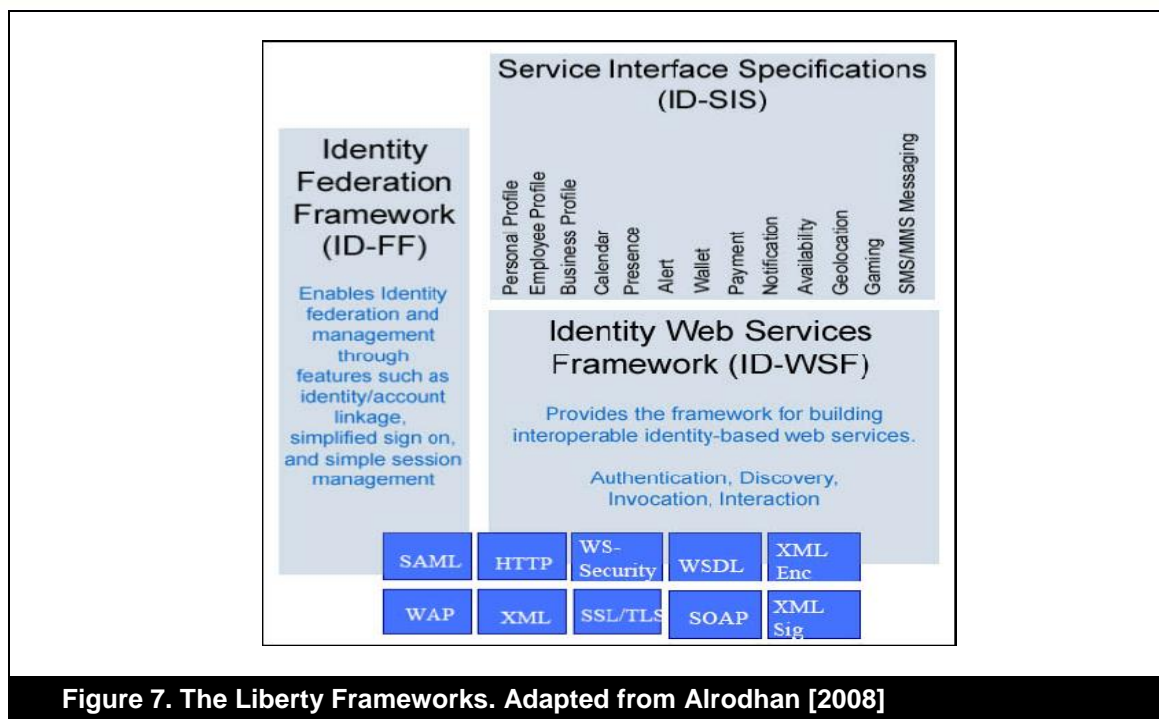 Service Interface Specifications
(ID-SIS)
Personal Profile
Employee Profile
Business Profile
Calendar
Presence
Alert
Wallet
Payment
Notification
Availability
Geolocation
Gaming
SMS/MMS Messaging
Identity
Federation
Framework
(ID-FF)
Enables Identity
federation and
management
through
features such as
identity/account
linkage,
simplified sign on,
and simple session
management
Identity Web Services
Framework (ID-WSF)
Provides the framework for building
interoperable identity-based web services.
Authentication, Discovery,
Invocation, Interaction
SAML
HTTP
WS-
Security
WSDL
XML
Enc
WAP
XML
SSL/TLS
SOAP
XML
Sig
Figure 7. The Liberty Frameworks. Adapted from Alrodhan [2008]